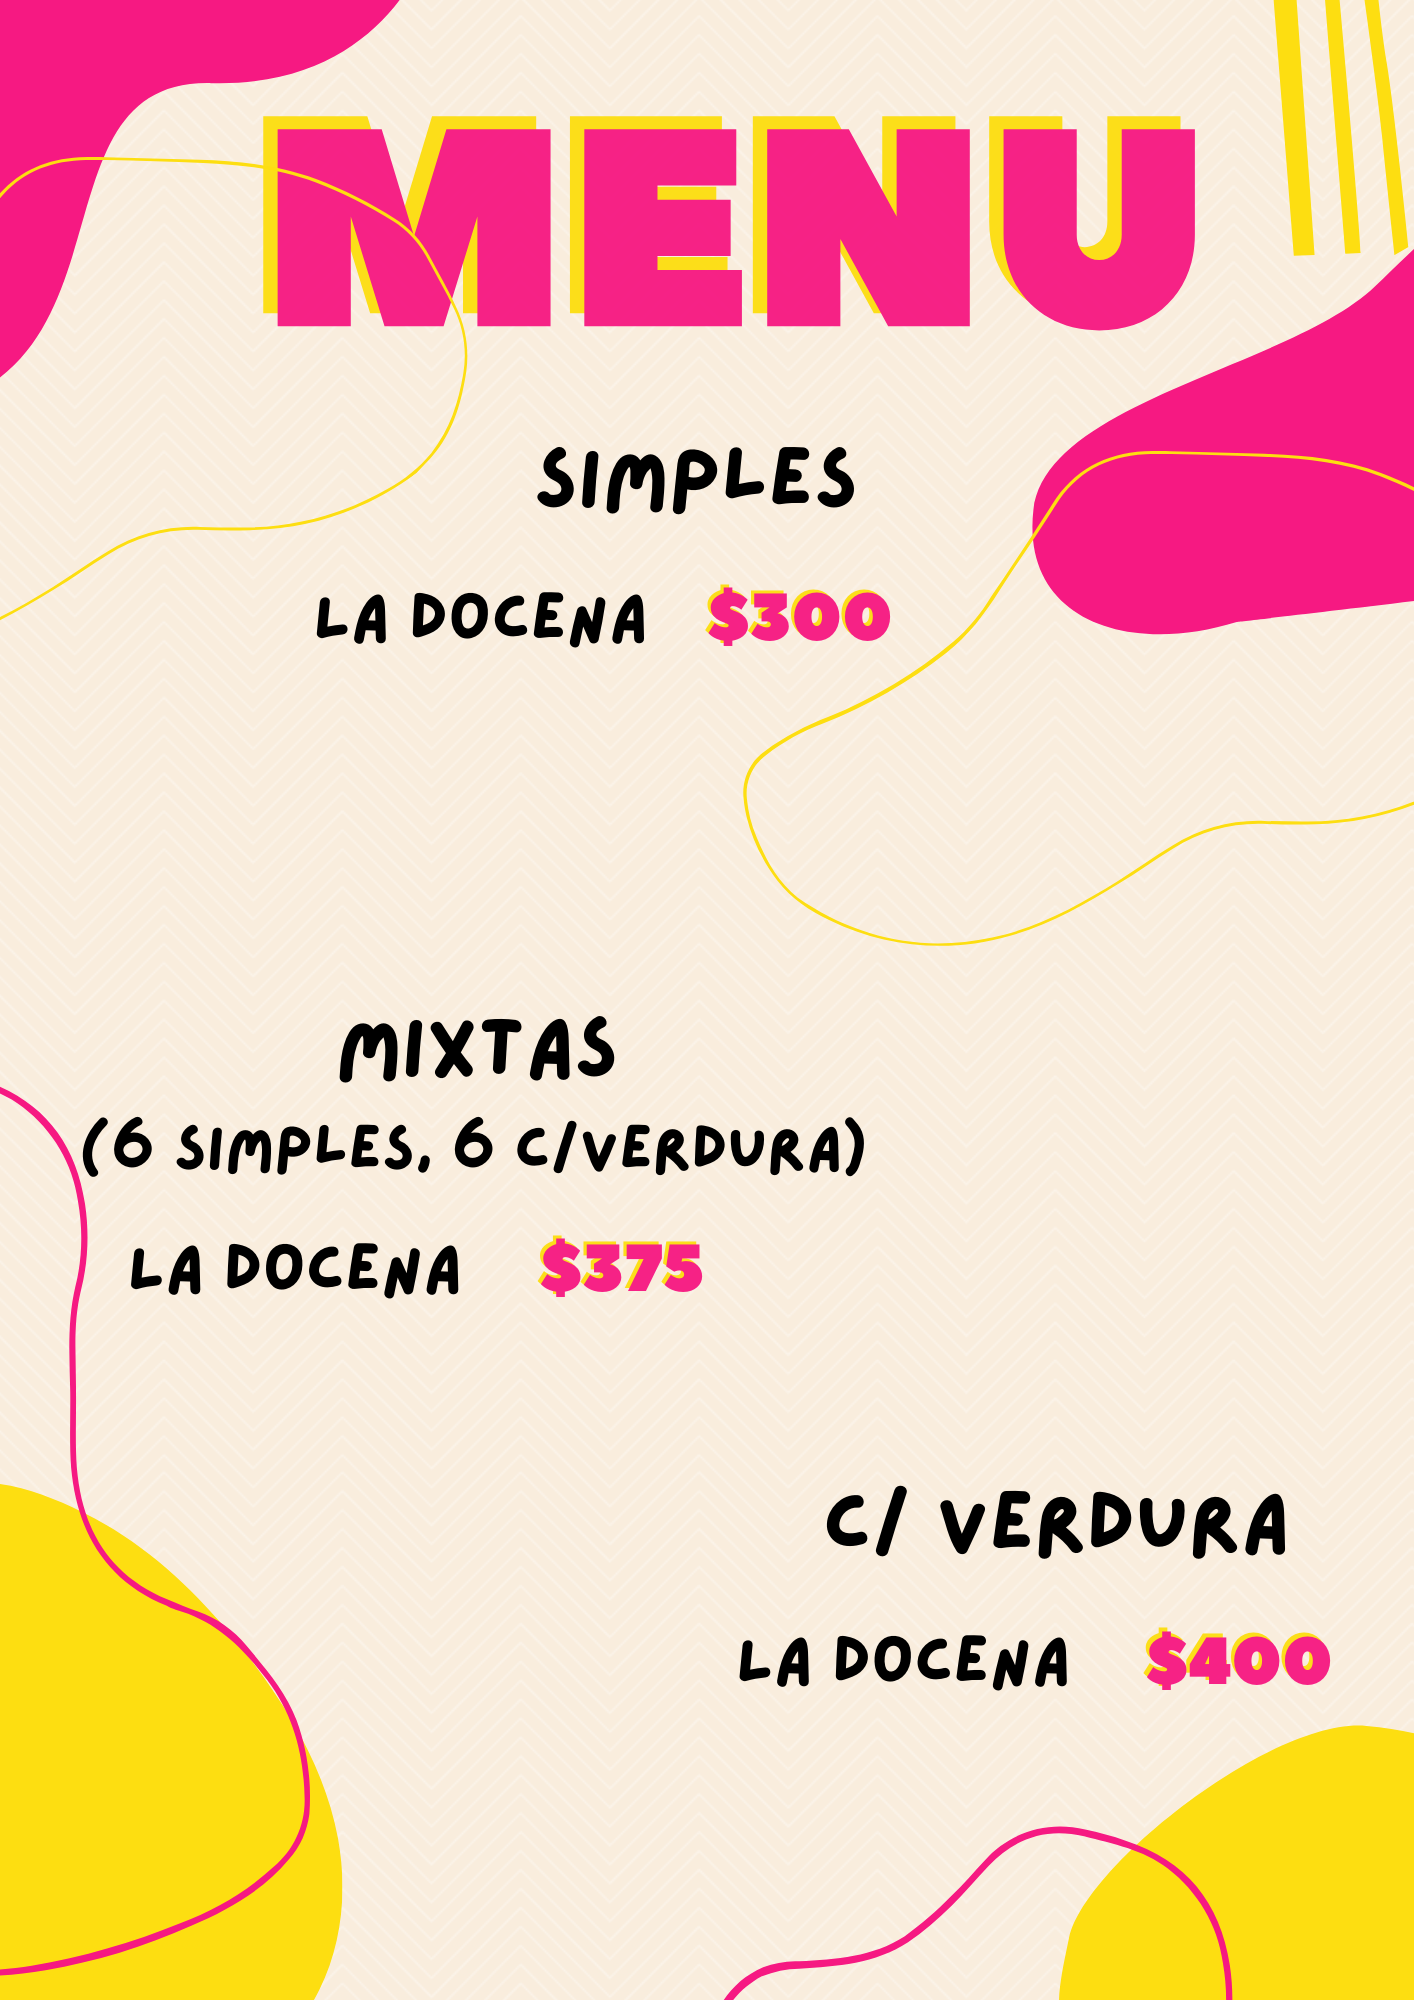 MENU
SIMPLES
LA DOCENA $300
MIXTAS
(6 SIMPLES, 6 C/VERDURA)
LA DOCENA $375
C/ VERDURA
LA DOCENA $400